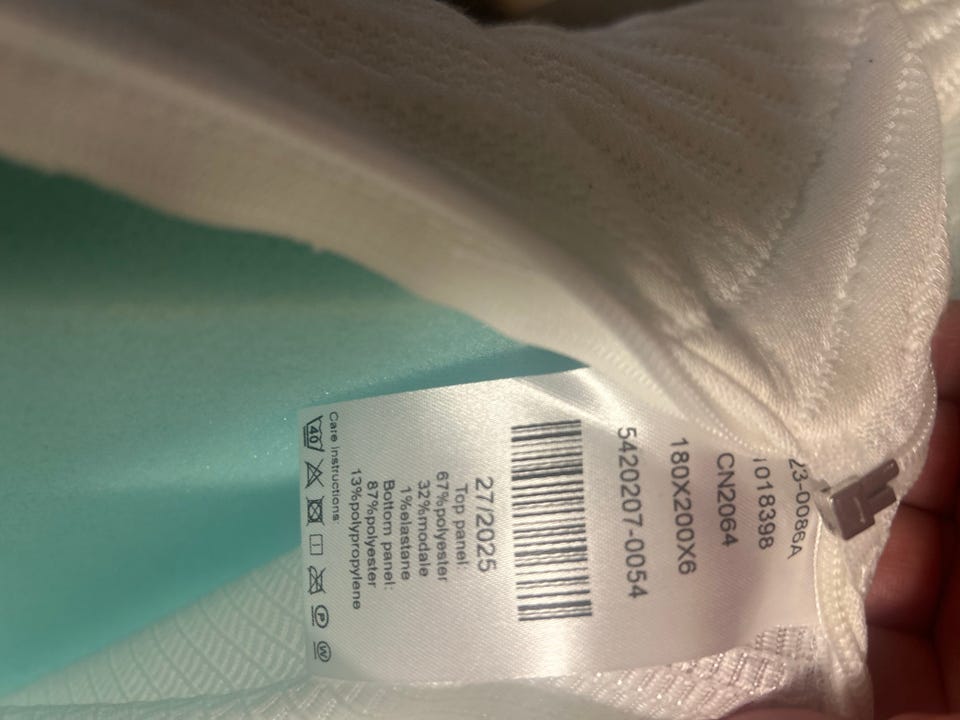 23-0086A
1018398
CN2064
180X200X6
5420207-0054
27/2025
Top panel:
67%polyester
32%modale
1%elastane
Bottom panel:
87%polyester
13%polypropylene
Care instructions:
40
P
W